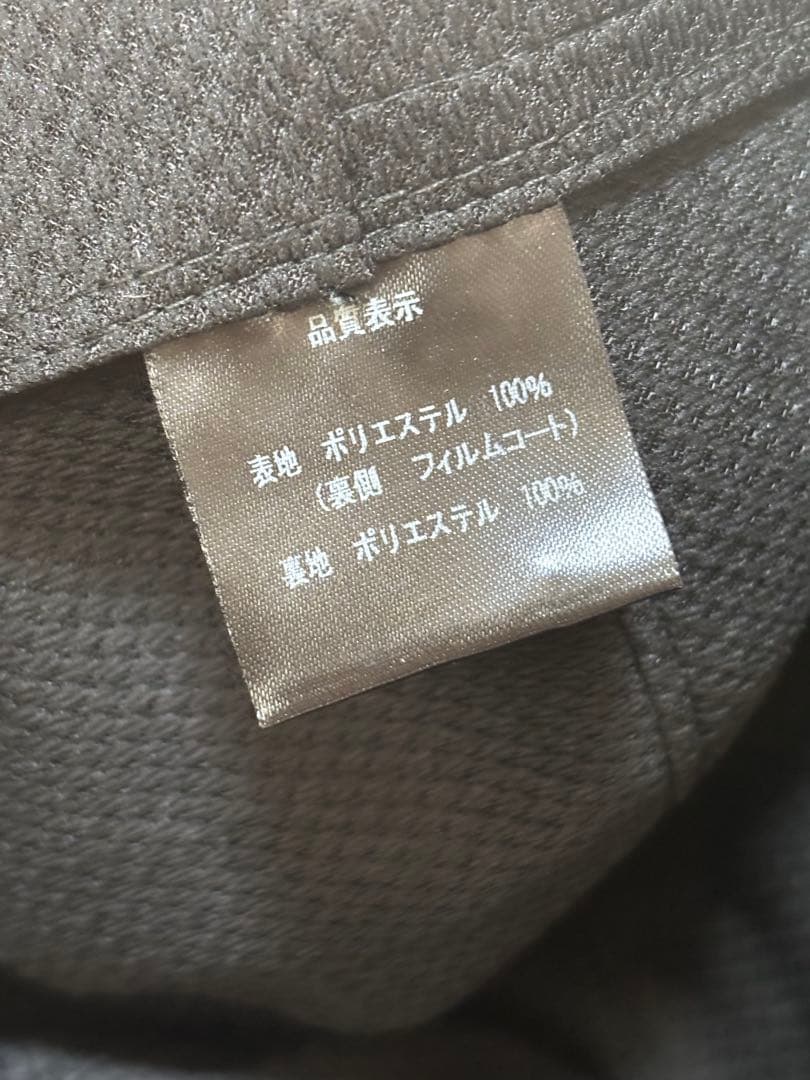 品質表示
表地 ポリエステル 100%
(裏側 フィルムコート)
裏地 ポリエステル 100%